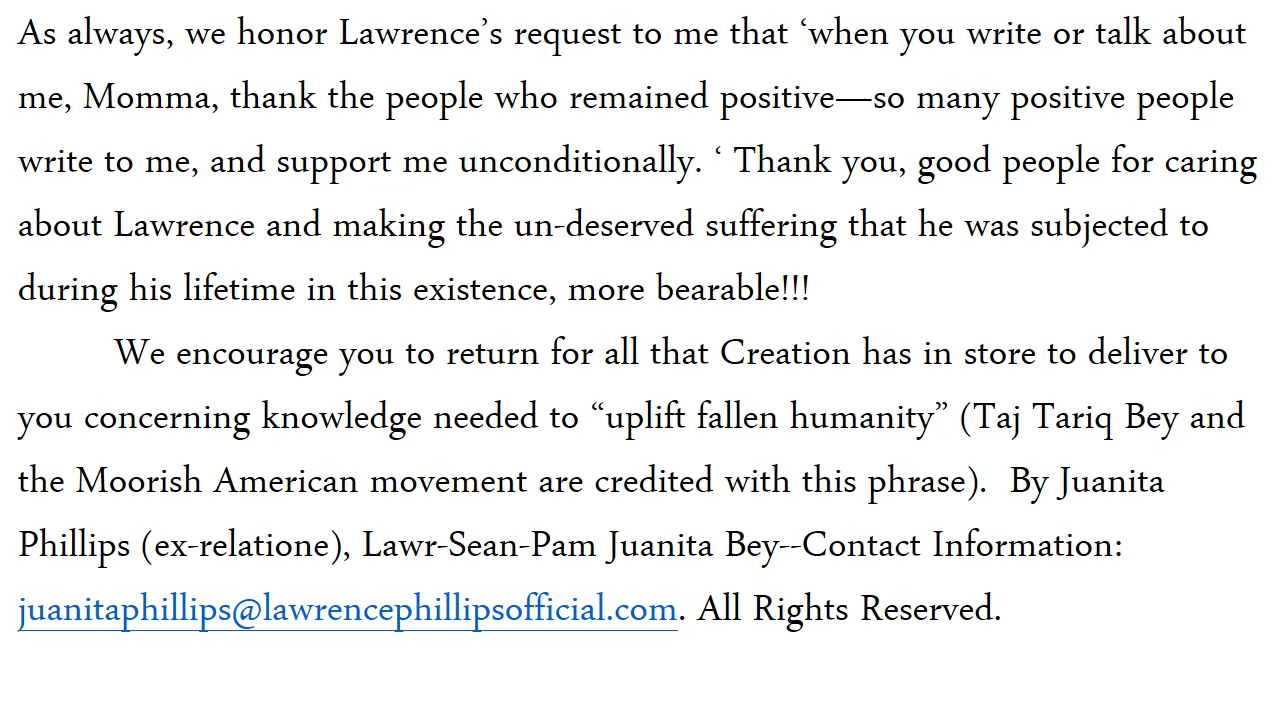 As always, we honor Lawrence’s request to me that ‘when you write or talk about
me, Momma, thank the people who remained positive—so many positive people
write to me, and support me unconditionally. ‘ Thank you, good people for caring
about Lawrence and making the un-deserved suffering that he was subjected to
during his lifetime in this existence, more bearable!!!
We encourage you to return for all that Creation has in store to deliver to
you concerning knowledge needed to “uplift fallen humanity” (Taj Tariq Bey and
the Moorish American movement are credited with this phrase).  By Juanita
Phillips (ex-relatione), Lawr-Sean-Pam Juanita Bey--Contact Information:
juanitaphillips@lawrencephillipsofficial.com. All Rights Reserved.